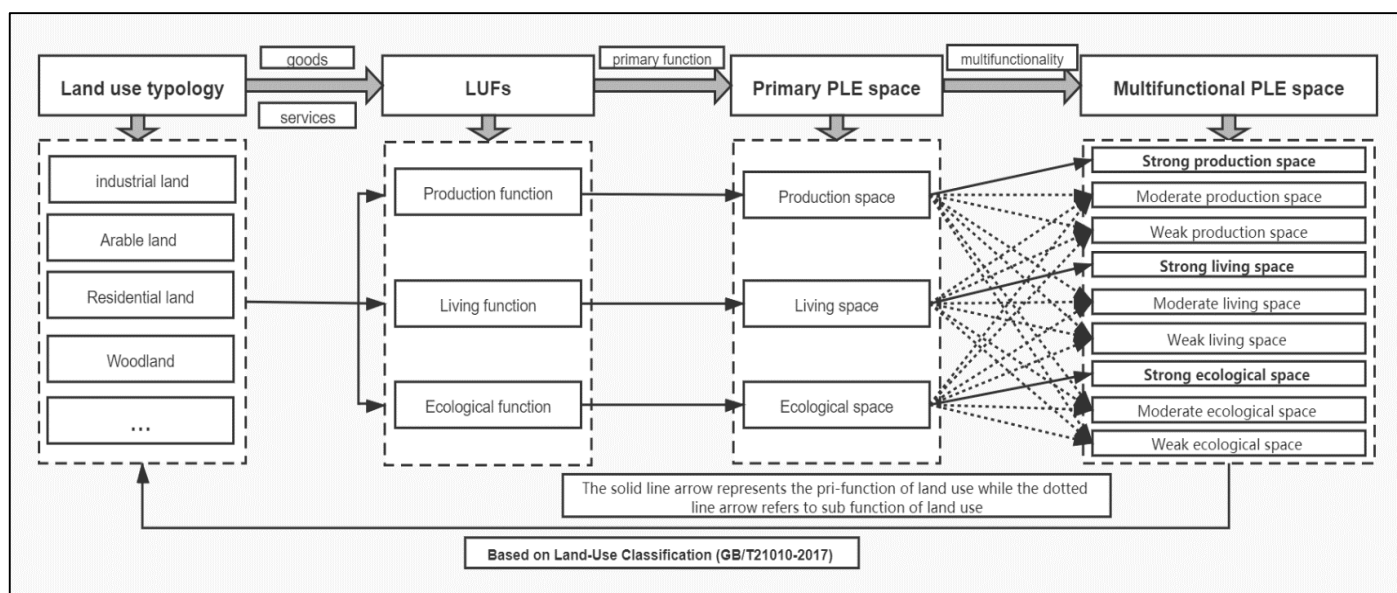 goods
primary function
multifunctionality
Land use typology
LUFs
Primary PLE space
Multifunctional PLE space
services
industrial land
Arable land
Residential land
Woodland
...
Production function
Living function
Ecological function
Production space
Living space
Ecological space
Strong production space
Moderate production space
Weak production space
Strong living space
Moderate living space
Weak living space
Strong ecological space
Moderate ecological space
Weak ecological space
The solid line arrow represents the pri-function of land use while the dotted
line arrow refers to sub function of land use
Based on Land-Use Classification (GB/T21010-2017)